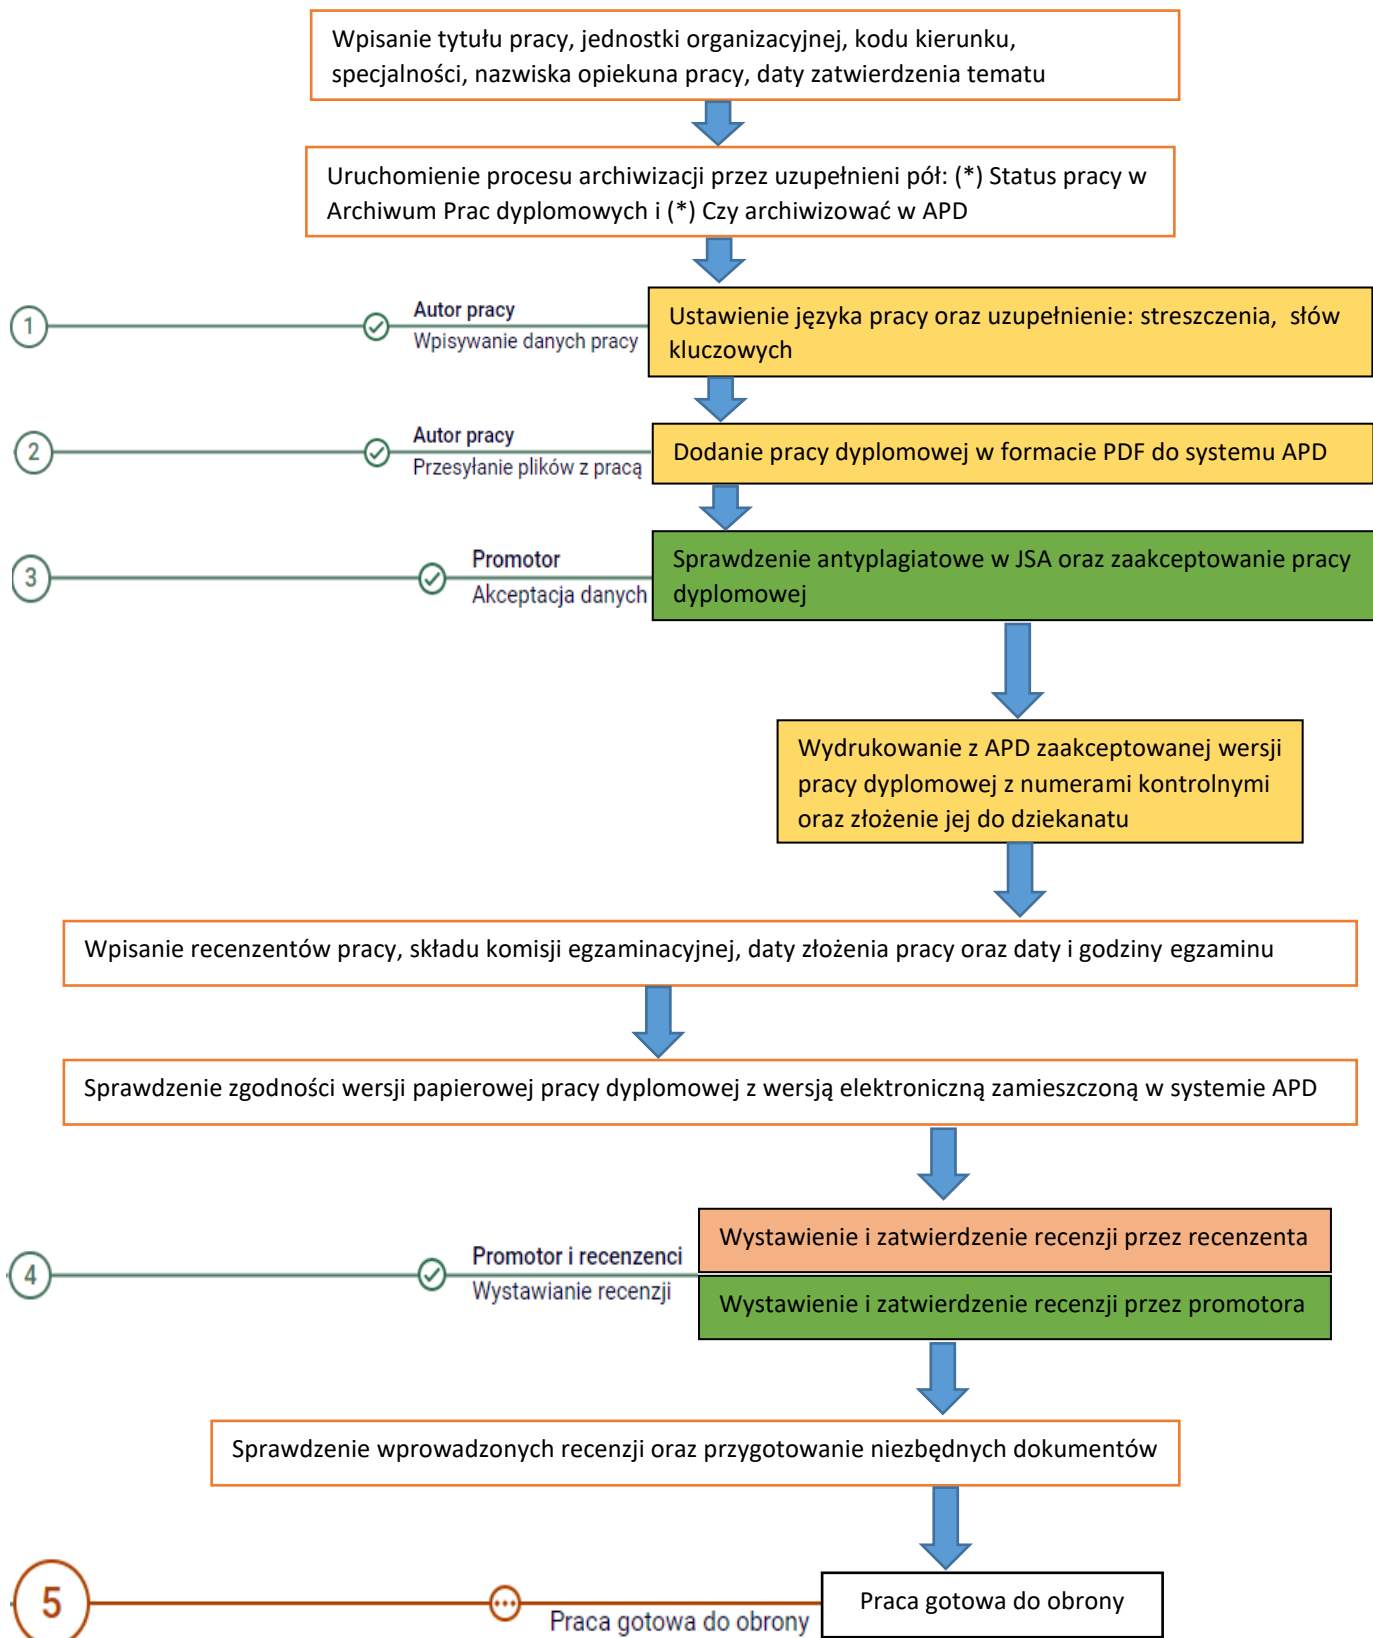 Wpisanie tytułu pracy, jednostki organizacyjnej, kodu kierunku,
specjalności, nazwiska opiekuna pracy, daty zatwierdzenia tematu
Uruchomienie procesu archiwizacji przez uzupełnieni pól: (*) Status pracy w
Archiwum Prac dyplomowych i (*) Czy archiwizować w APD
1
Autor pracy
Wpisywanie danych pracy
Ustawienie języka pracy oraz uzupełnienie: streszczenia, słów
kluczowych
2
Autor pracy
Przesyłanie plików z pracą
Dodanie pracy dyplomowej w formacie PDF do systemu APD
3
Promotor
Akceptacja danych
Sprawdzenie antyplagiatowe w JSA oraz zaakceptowanie pracy
dyplomowej
Wydrukowanie z APD zaakceptowanej wersji
pracy dyplomowej z numerami kontrolnymi
oraz złożenie jej do dziekanatu
Wpisanie recenzentów pracy, składu komisji egzaminacyjnej, daty złożenia pracy oraz daty i godziny egzaminu
Sprawdzenie zgodności wersji papierowej pracy dyplomowej z wersją elektroniczną zamieszczoną w systemie APD
4
Promotor i recenzenci
Wystawianie recenzji
Wystawienie i zatwierdzenie recenzji przez recenzenta
Wystawienie i zatwierdzenie recenzji przez promotora
Sprawdzenie wprowadzonych recenzji oraz przygotowanie niezbędnych dokumentów
5
Praca gotowa do obrony
Praca gotowa do obrony